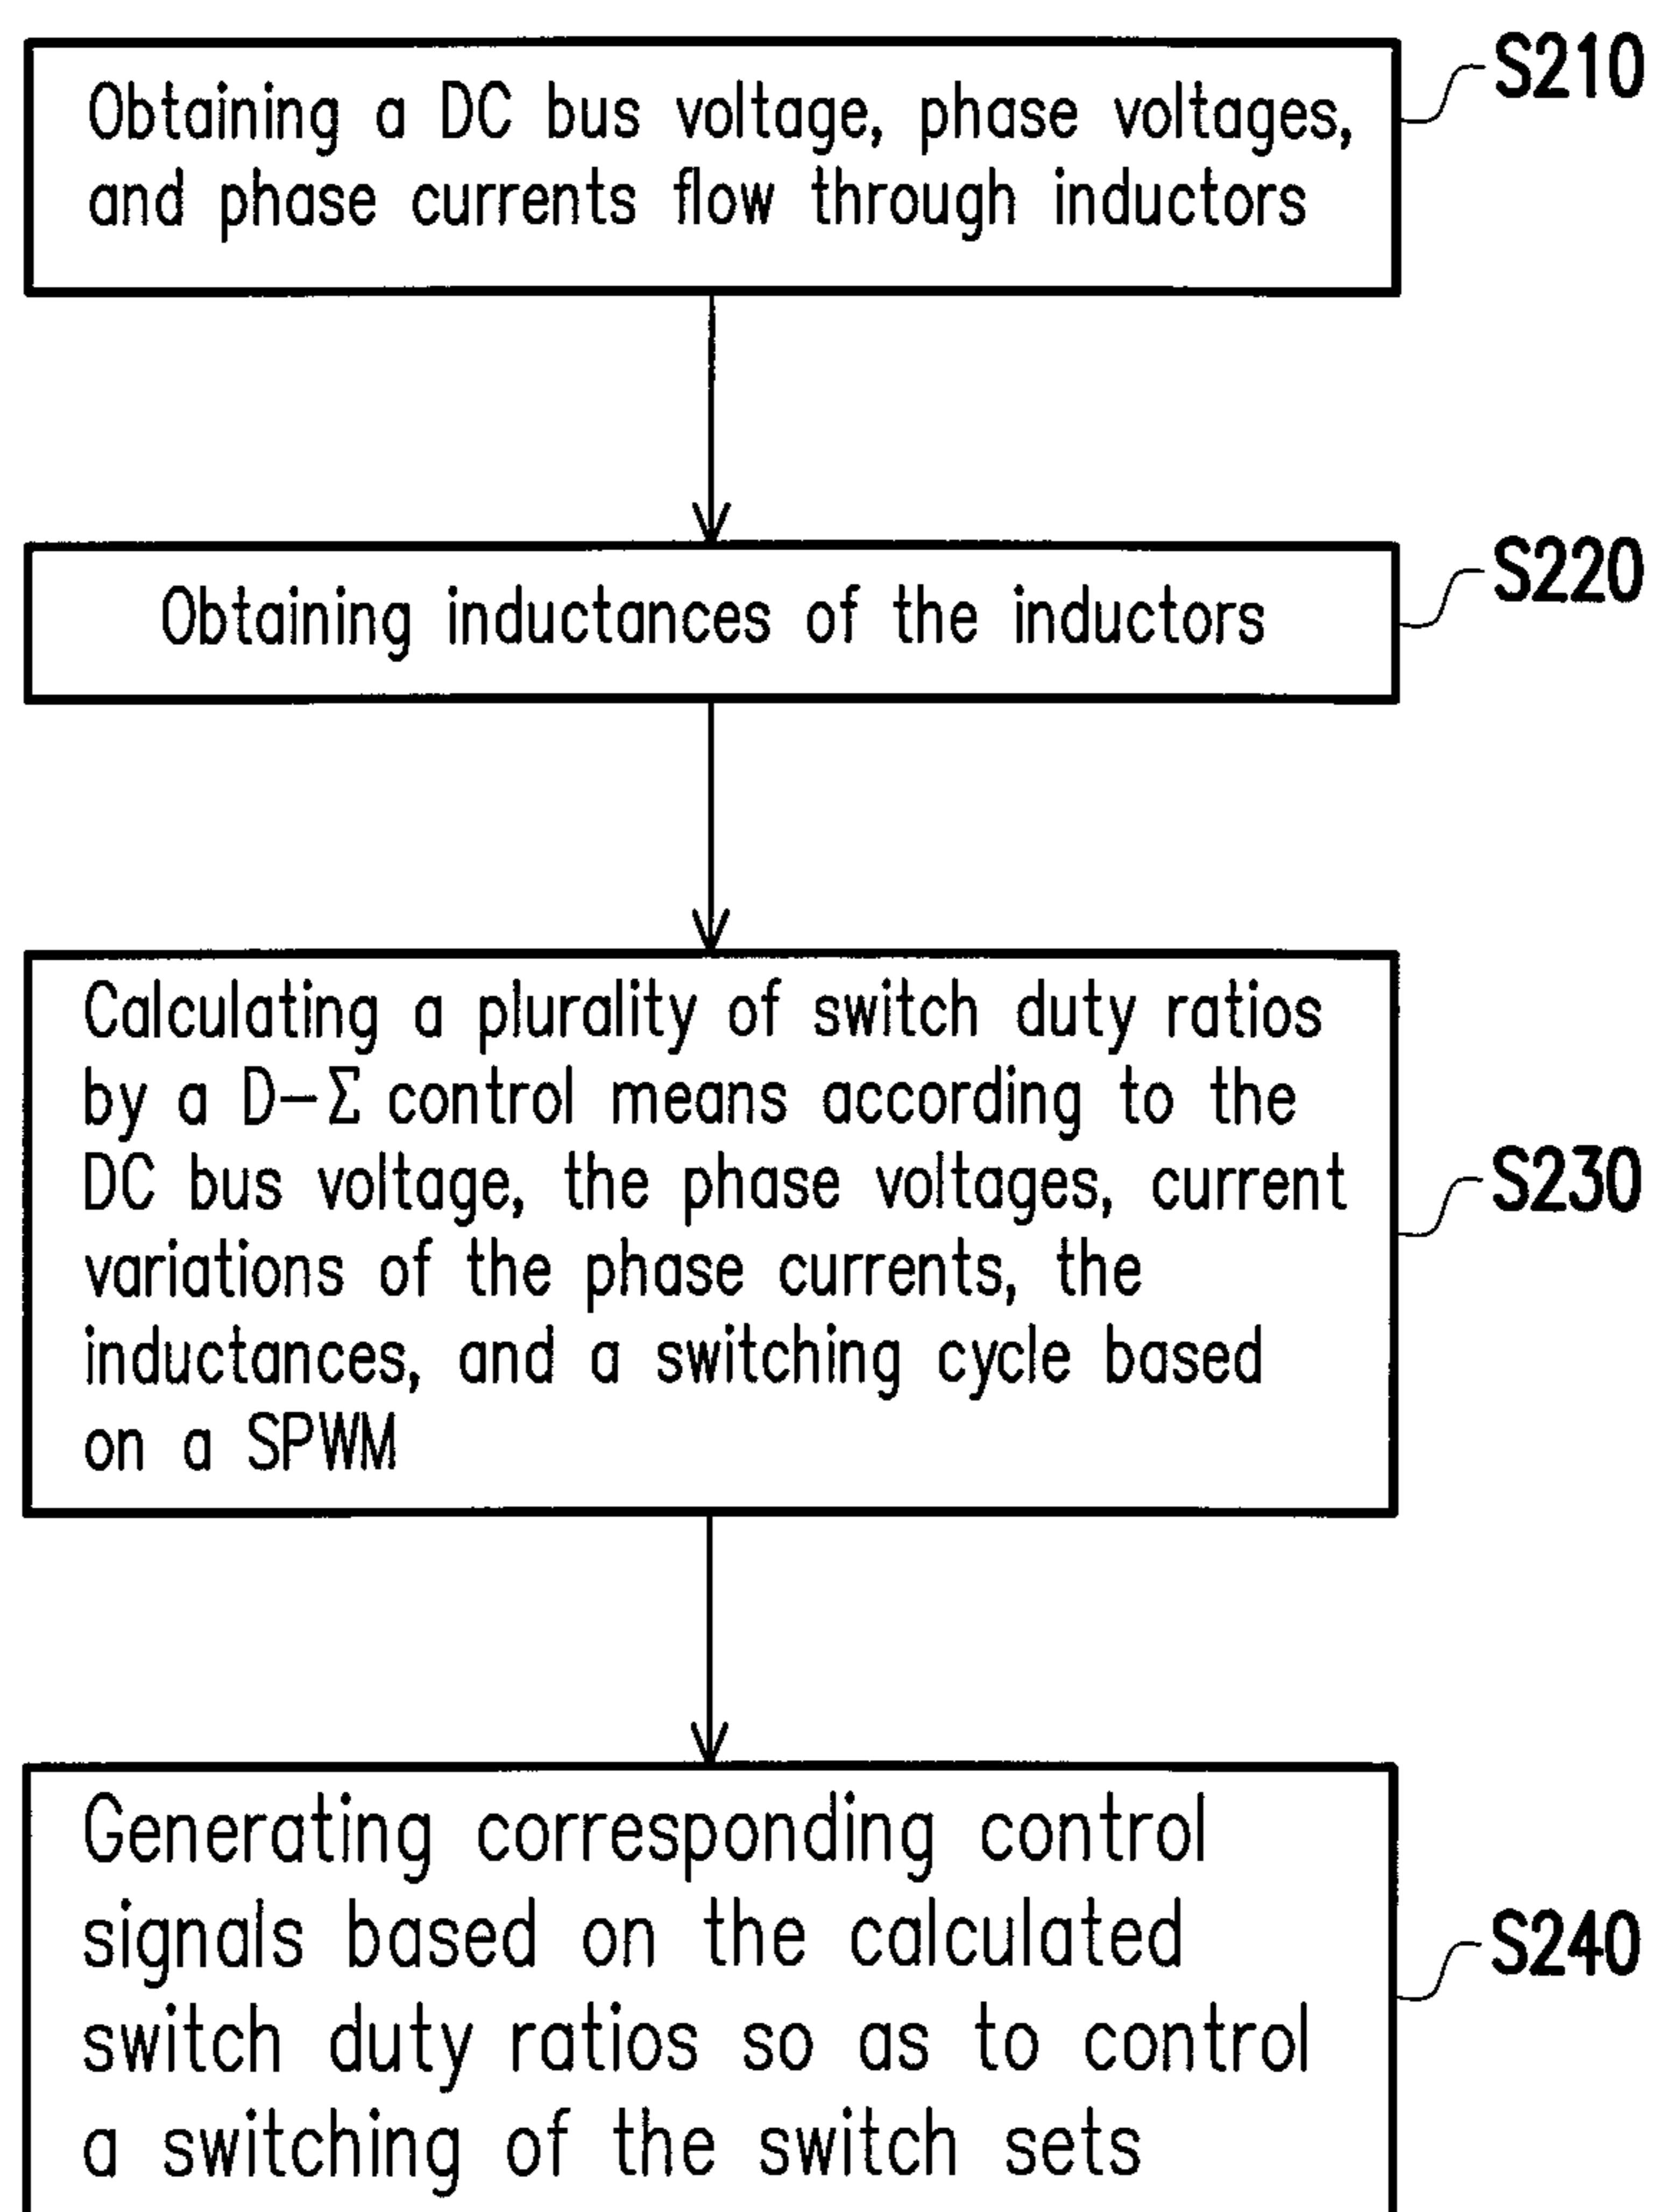 Obtaining a DC bus voltage, phase voltages,
and phase currents flow through inductors
S210
Obtaining inductances of the inductors
S220
Calculating a plurality of switch duty ratios
by a D-Σ control means according to the
DC bus voltage, the phase voltages, current
variations of the phase currents, the
inductances, and a switching cycle based
on a SPWM
S230
Generating corresponding control
signals based on the calculated
switch duty ratios so as to control
a switching of the switch sets
S240